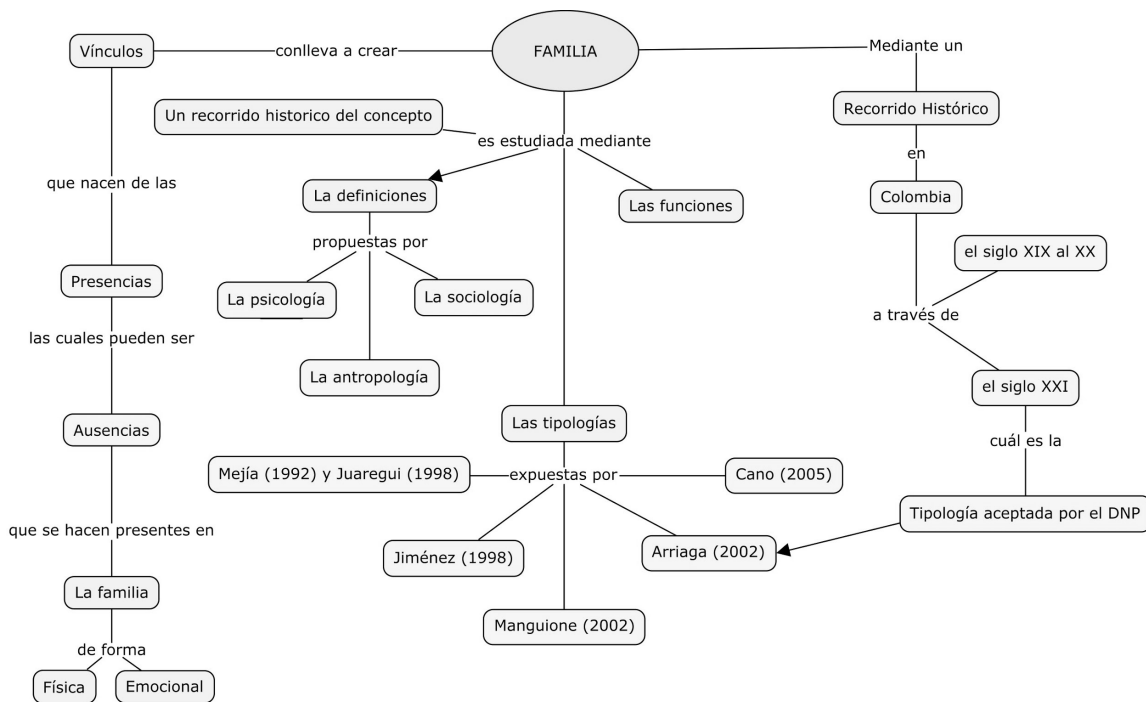 FAMILIA
Vínculos
conlleva a crear
Mediante un
Un recorrido historico del concepto
Recorrido Histórico
es estudiada mediante
en
que nacen de las
La definiciones
Las funciones
Colombia
propuestas por
el siglo XIX al XX
Presencias
La psicología
La sociología
a través de
las cuales pueden ser
La antropología
el siglo XXI
Ausencias
Las tipologías
cuál es la
Mejía (1992) y Juaregui (1998)
expuestas por
Cano (2005)
Tipología aceptada por el DNP
que se hacen presentes en
Jiménez (1998)
Arriaga (2002)
La familia
Manguione (2002)
de forma
Física
Emocional